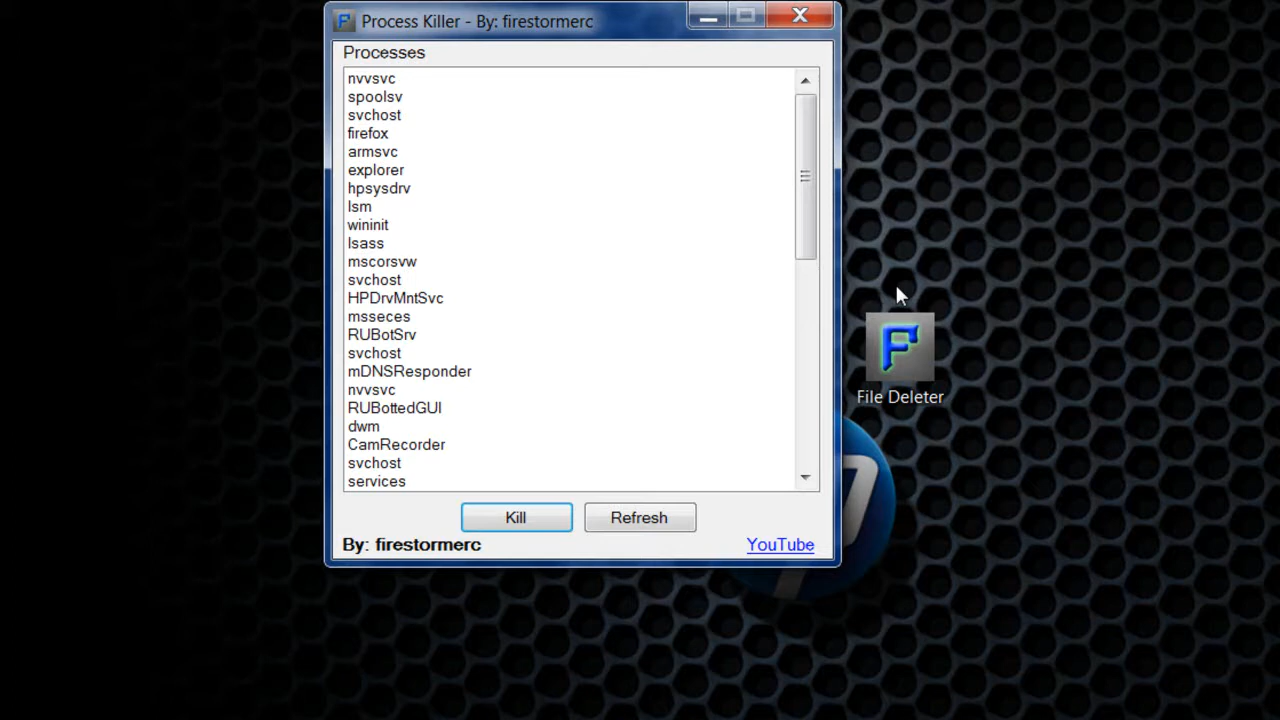 Process Killer - By: firestormerc
Processes
nvvsvc
spoolsv
svchost
firefox
armsvc
explorer
hpsysdrv
lsm
wininit
lsass
mscorsvw
svchost
HPDrvMntSvc
msseces
RUBotSrv
svchost
mDNSResponder
nvvsvc
RUBottedGUI
dwm
CamRecorder
svchost
services
Kill
Refresh
By: firestormerc
YouTube
F
File Deleter